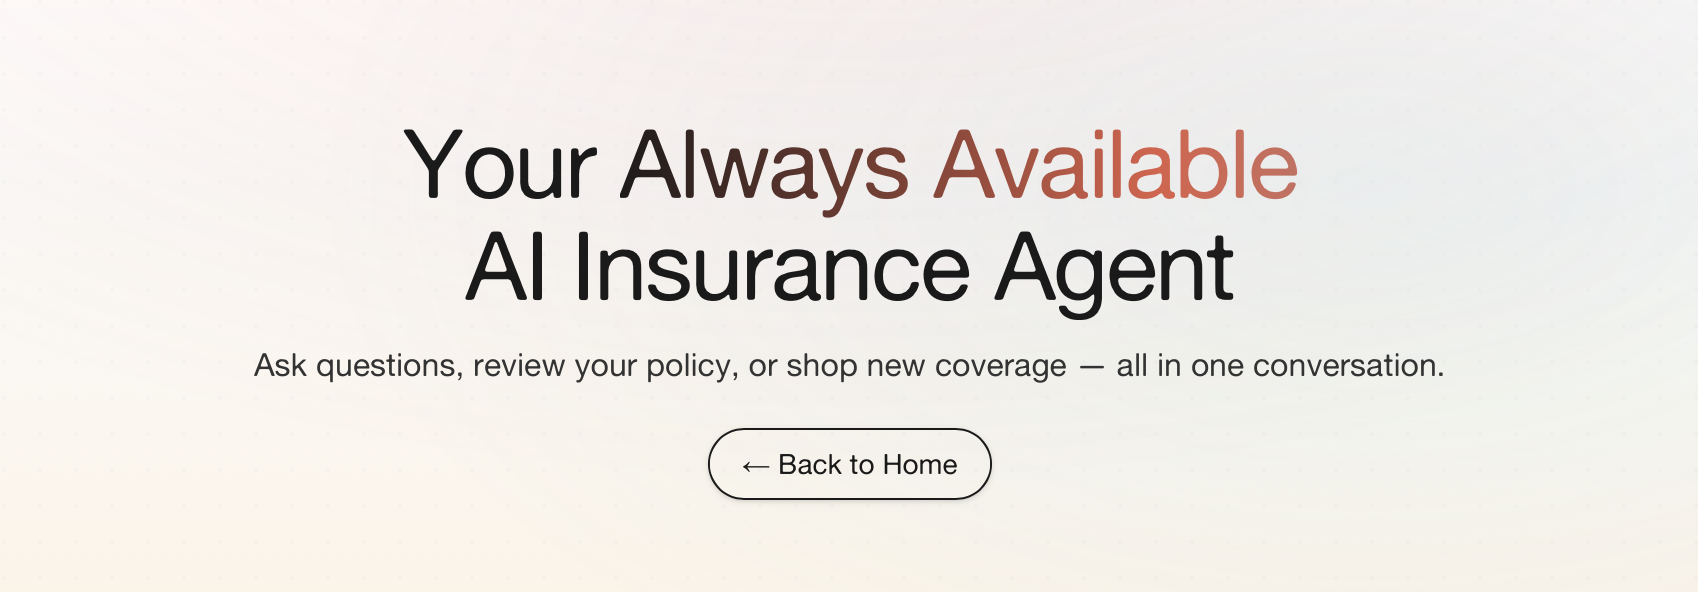 Your Always Available
AI Insurance Agent
Ask questions, review your policy, or shop new coverage — all in one conversation.
← Back to Home